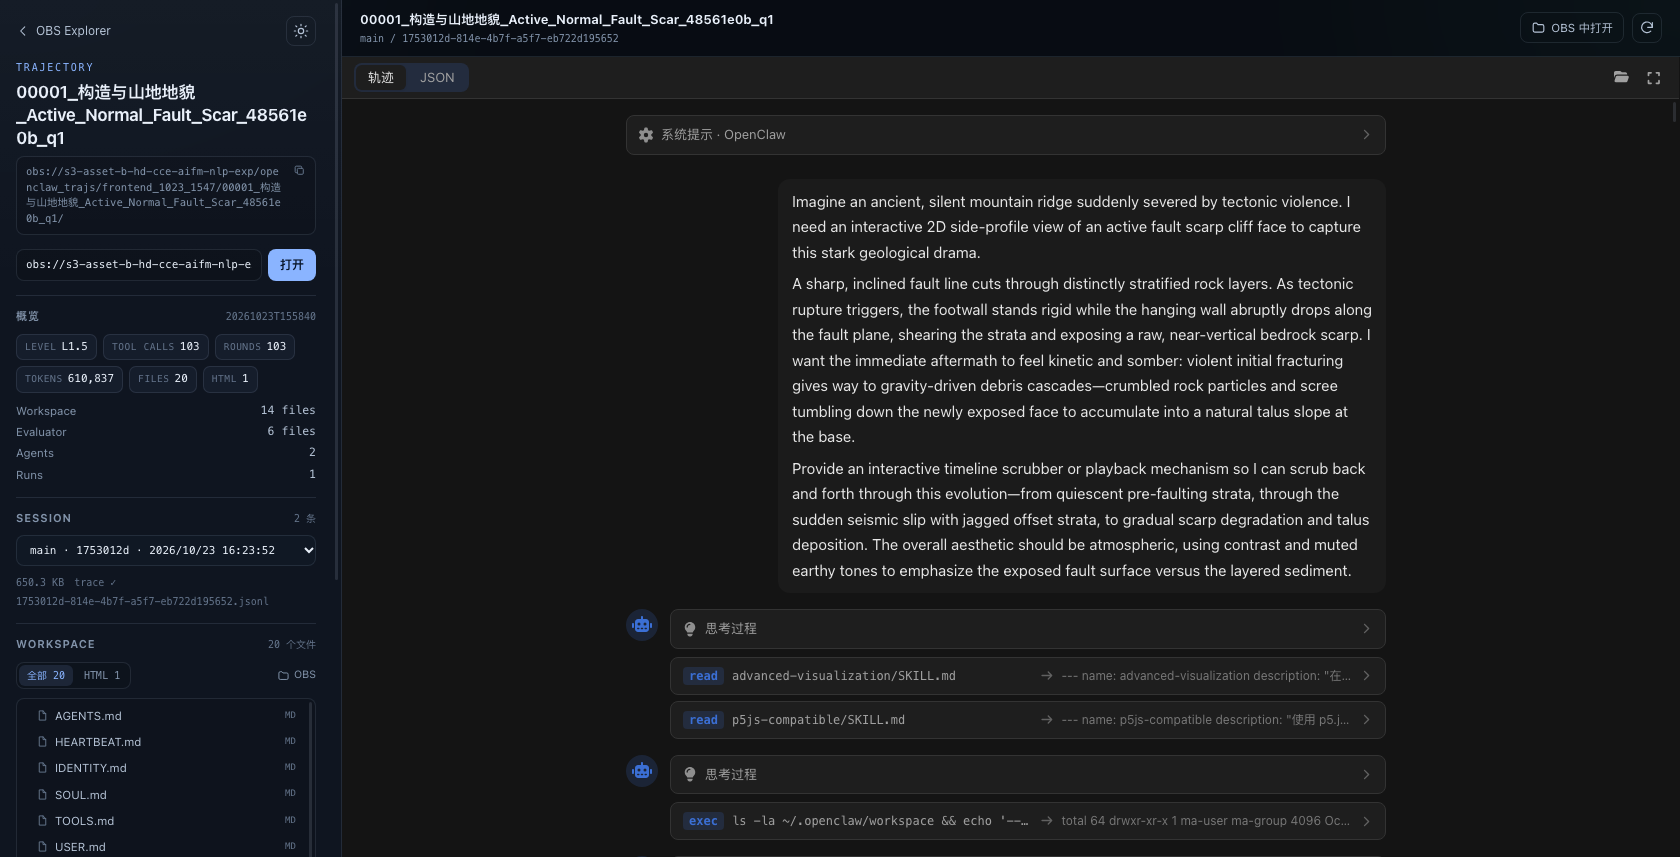 OBS Explorer
TRAJECTORY
00001_构造与山地地貌
_Active_Normal_Fault_Scar_48561e
0b_q1
obs://s3-asset-b-hd-cce-aifm-nlp-exp/ope
nclaw_trajs/frontend_1023_1547/00001_构造
与山地地貌_Active_Normal_Fault_Scar_48561e
0b_q1/
obs://s3-asset-b-hd-cce-aifm-nlp-e
打开
概览
20261023T155840
LEVEL L1.5
TOOL CALLS 103
ROUNDS 103
TOKENS 610,837
FILES 20
HTML 1
Workspace 14 files
Evaluator 6 files
Agents 2
Runs 1
SESSION 2 条
main · 1753012d · 2026/10/23 16:23:52
650.3 KB trace ✓
1753012d-814e-4b7f-a5f7-eb722d195652.jsonl
WORKSPACE 20 个文件
全部 20 HTML 1 OBS
AGENTS.md MD
HEARTBEAT.md MD
IDENTITY.md MD
SOUL.md MD
TOOLS.md MD
USER.md MD
00001_构造与山地地貌_Active_Normal_Fault_Scar_48561e0b_q1
main / 1753012d-814e-4b7f-a5f7-eb722d195652
OBS 中打开
轨迹 JSON
系统提示 · OpenClaw
Imagine an ancient, silent mountain ridge suddenly severed by tectonic violence. I
need an interactive 2D side-profile view of an active fault scarp cliff face to capture
this stark geological drama.
A sharp, inclined fault line cuts through distinctly stratified rock layers. As tectonic
rupture triggers, the footwall stands rigid while the hanging wall abruptly drops along
the fault plane, shearing the strata and exposing a raw, near-vertical bedrock scarp. I
want the immediate aftermath to feel kinetic and somber: violent initial fracturing
gives way to gravity-driven debris cascades—crumbled rock particles and scree
tumbling down the newly exposed face to accumulate into a natural talus slope at
the base.
Provide an interactive timeline scrubber or playback mechanism so I can scrub back
and forth through this evolution—from quiescent pre-faulting strata, through the
sudden seismic slip with jagged offset strata, to gradual scarp degradation and talus
deposition. The overall aesthetic should be atmospheric, using contrast and muted
earthy tones to emphasize the exposed fault surface versus the layered sediment.
思考过程
read advanced-visualization/SKILL.md → --- name: advanced-visualization description: "在...
read p5js-compatible/SKILL.md → --- name: p5js-compatible description: "使用 p5.j...
思考过程
exec ls -la ~/.openclaw/workspace && echo '--… → total 64 drwxr-xr-x 1 ma-user ma-group 4096 Oc...